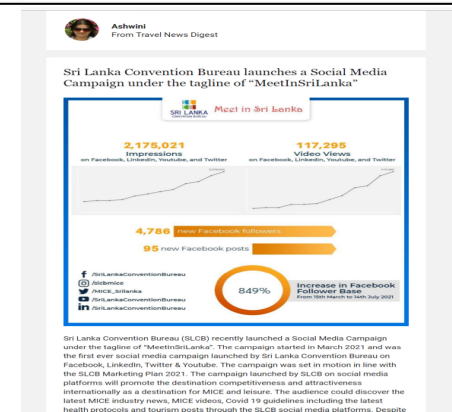 Ashwini
From Travel News Digest
Sri Lanka Convention Bureau launches a Social Media
Campaign under the tagline of “MeetInSriLanka”
SRI LANKA
CONVENTION BUREAU
Meet in Sri Lanka
2,175,021
Impressions
on Facebook, Linkedin, Youtube, and Twitter
117,295
Video Views
on Facebook, Linkedin, Youtube, and Twitter
4,786 new Facebook followers
95 new Facebook posts
/SriLankaConventionBureau
/slcbmice
/MICE_Srilanka
/SriLankaConventionBureau
/SriLankaConventionBureau
849%
Increase in Facebook
Follower Base
From 15th March to 14th July 2021
Sri Lanka Convention Bureau (SLCB) recently launched a Social Media Campaign
under the tagline of “MeetInSriLanka”. The campaign started in March 2021 and was
the first ever social media campaign launched by Sri Lanka Convention Bureau on
Facebook, LinkedIn, Twitter & Youtube. The campaign was set in motion in line with
the SLCB Marketing Plan 2021. The campaign launched by SLCB on social media
platforms will promote the destination competitiveness and attractiveness
internationally as a destination for MICE and leisure. The audience could discover the
latest MICE industry news, MICE videos, Covid 19 guidelines including the latest
health protocols and tourism posts through the SLCB social media platforms. Despite